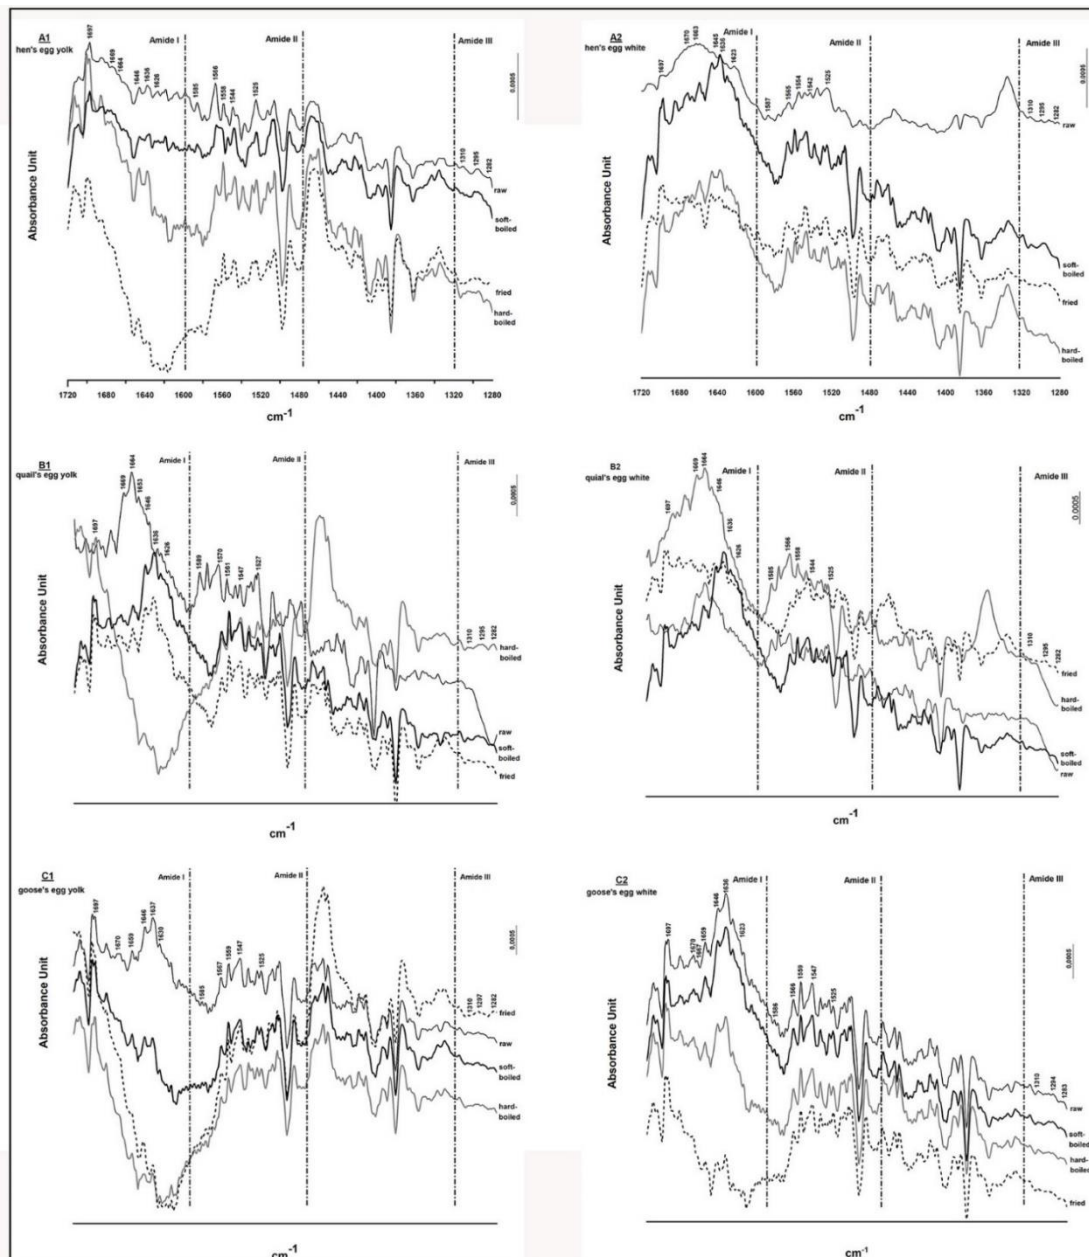 A1
hen's egg yolk
Amide I
Amide II
Amide III
1697
1669
1664
1646
1636
1626
1595
1566
1558
1544
1525
1310
1295
1282
0,0005
raw
soft-boiled
fried
hard-boiled
Absorbance Unit
1720 1680 1640 1600 1560 1520 1480 1440 1400 1360 1320 1280
cm-1
A2
hen's egg white
Amide I
Amide II
Amide III
1697
1670
1663
1645
1636
1623
1587
1565
1554
1542
1525
1310
1295
1282
0,0005
raw
soft-boiled
fried
hard-boiled
Absorbance Unit
1720 1680 1640 1600 1560 1520 1480 1440 1400 1360 1320 1280
cm-1
B1
quail's egg yolk
Amide I
Amide II
Amide III
1697
1669
1664
1653
1646
1636
1626
1589
1570
1561
1547
1527
1310
1295
1282
0,0005
hard-boiled
raw
soft-boiled
fried
Absorbance Unit
cm-1
B2
quial's egg white
Amide I
Amide II
Amide III
1697
1669
1664
1646
1636
1626
1585
1566
1558
1544
1525
1310
1295
1282
0.0005
fried
hard-boiled
soft-boiled
raw
Absorbance Unit
cm-1
C1
goose's egg yolk
Amide I
Amide II
Amide III
1697
1670
1659
1646
1637
1630
1585
1567
1559
1547
1525
1310
1297
1282
0,0005
fried
raw
soft-boiled
hard-boiled
Absorbance Unit
cm-1
C2
goose's egg white
Amide I
Amide II
Amide III
1697
1670
1667
1659
1646
1636
1623
1586
1566
1559
1547
1525
1310
1294
1283
0,0005
raw
soft-boiled
hard-boiled
fried
Absorbance Unit
cm-1